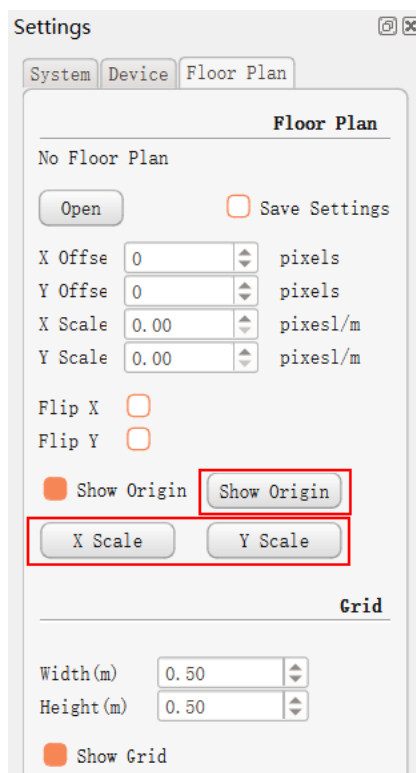 Settings
System Device Floor Plan
Floor Plan
No Floor Plan
Open Save Settings
X Offse 0 pixels
Y Offse 0 pixels
X Scale 0.00 pixesl/m
Y Scale 0.00 pixesl/m
Flip X
Flip Y
Show Origin Show Origin
X Scale Y Scale
Grid
Width(m) 0.50
Height(m) 0.50
Show Grid